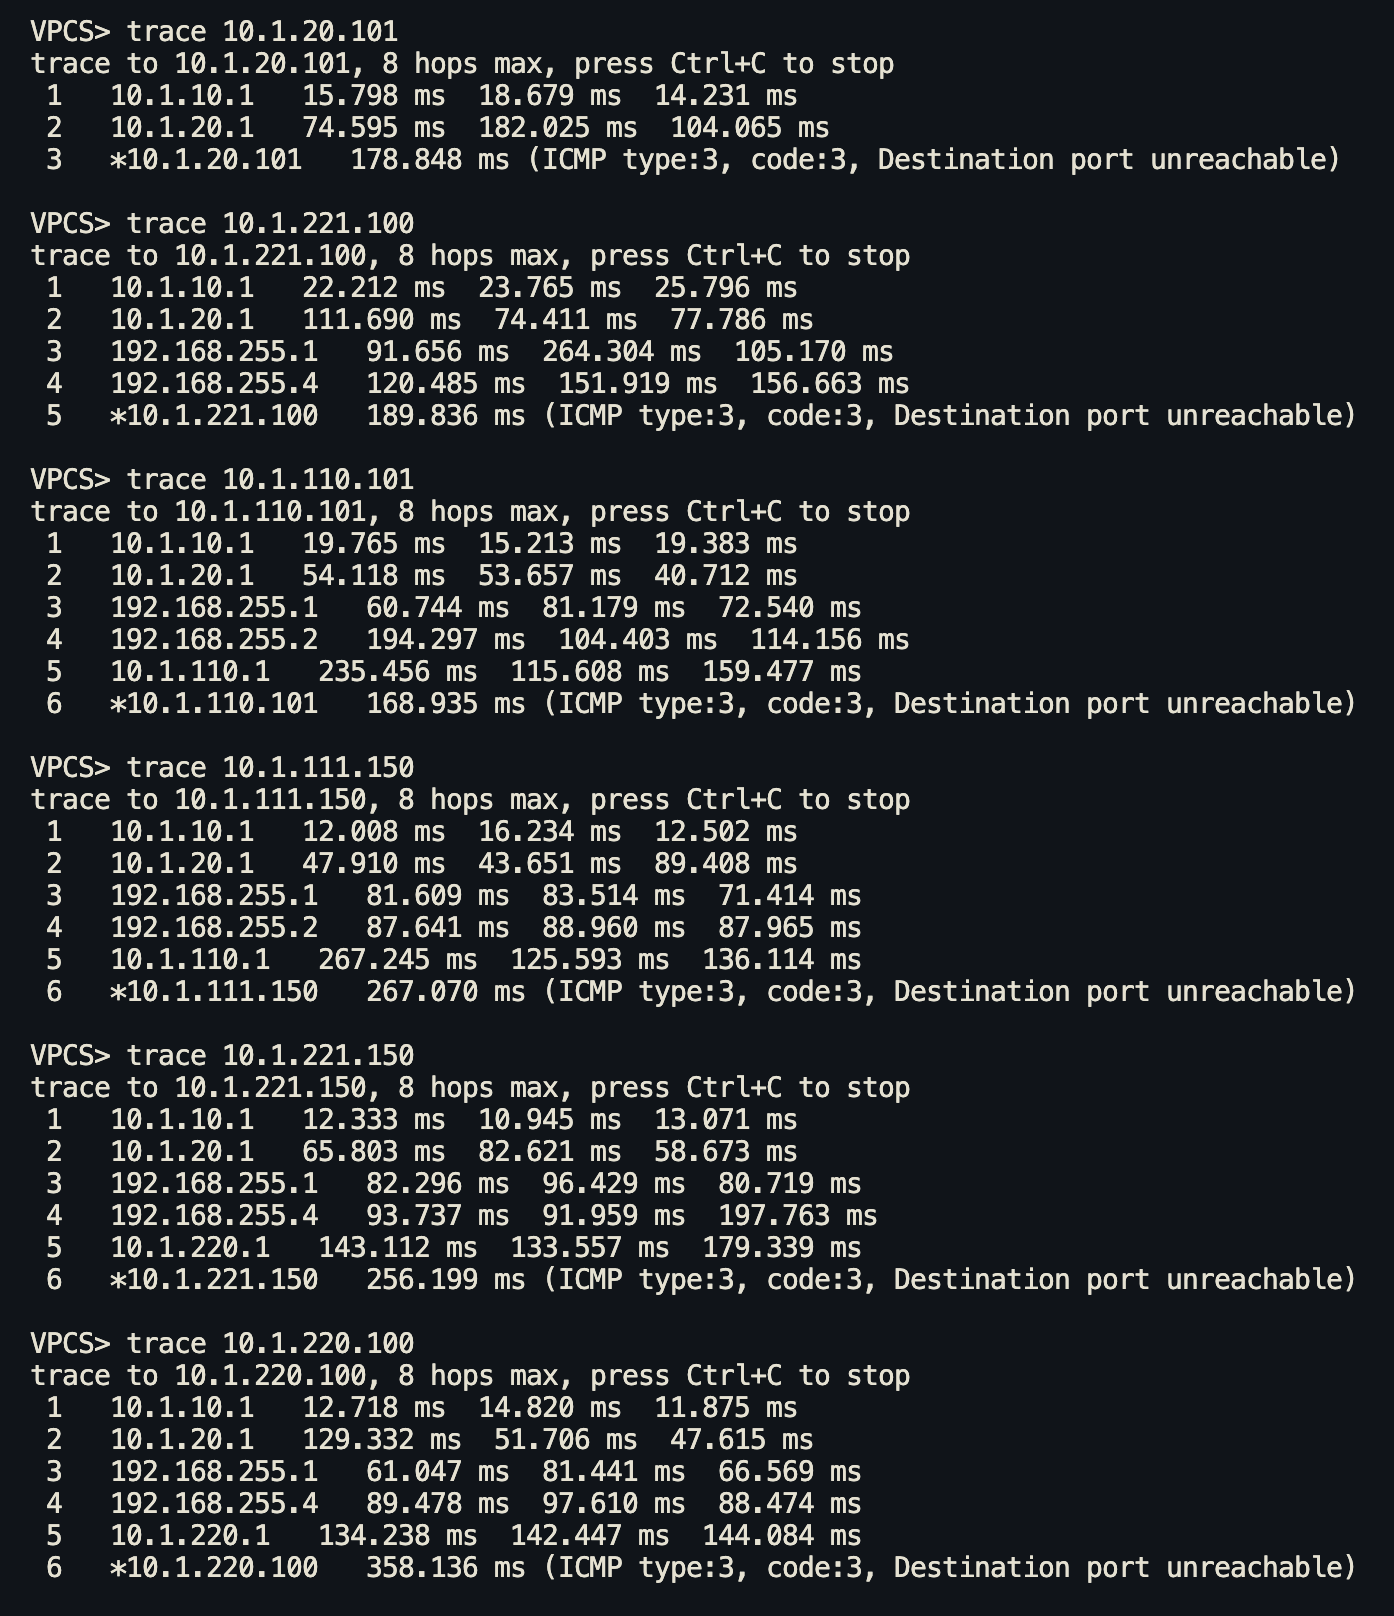 VPCS> trace 10.1.20.101
trace to 10.1.20.101, 8 hops max, press Ctrl+C to stop
 1   10.1.10.1   15.798 ms  18.679 ms  14.231 ms
 2   10.1.20.1   74.595 ms  182.025 ms  104.065 ms
 3   *10.1.20.101   178.848 ms (ICMP type:3, code:3, Destination port unreachable)

VPCS> trace 10.1.221.100
trace to 10.1.221.100, 8 hops max, press Ctrl+C to stop
 1   10.1.10.1   22.212 ms  23.765 ms  25.796 ms
 2   10.1.20.1   111.690 ms  74.411 ms  77.786 ms
 3   192.168.255.1   91.656 ms  264.304 ms  105.170 ms
 4   192.168.255.4   120.485 ms  151.919 ms  156.663 ms
 5   *10.1.221.100   189.836 ms (ICMP type:3, code:3, Destination port unreachable)

VPCS> trace 10.1.110.101
trace to 10.1.110.101, 8 hops max, press Ctrl+C to stop
 1   10.1.10.1   19.765 ms  15.213 ms  19.383 ms
 2   10.1.20.1   54.118 ms  53.657 ms  40.712 ms
 3   192.168.255.1   60.744 ms  81.179 ms  72.540 ms
 4   192.168.255.2   194.297 ms  104.403 ms  114.156 ms
 5   10.1.110.1   235.456 ms  115.608 ms  159.477 ms
 6   *10.1.110.101   168.935 ms (ICMP type:3, code:3, Destination port unreachable)

VPCS> trace 10.1.111.150
trace to 10.1.111.150, 8 hops max, press Ctrl+C to stop
 1   10.1.10.1   12.008 ms  16.234 ms  12.502 ms
 2   10.1.20.1   47.910 ms  43.651 ms  89.408 ms
 3   192.168.255.1   81.609 ms  83.514 ms  71.414 ms
 4   192.168.255.2   87.641 ms  88.960 ms  87.965 ms
 5   10.1.110.1   267.245 ms  125.593 ms  136.114 ms
 6   *10.1.111.150   267.070 ms (ICMP type:3, code:3, Destination port unreachable)

VPCS> trace 10.1.221.150
trace to 10.1.221.150, 8 hops max, press Ctrl+C to stop
 1   10.1.10.1   12.333 ms  10.945 ms  13.071 ms
 2   10.1.20.1   65.803 ms  82.621 ms  58.673 ms
 3   192.168.255.1   82.296 ms  96.429 ms  80.719 ms
 4   192.168.255.4   93.737 ms  91.959 ms  197.763 ms
 5   10.1.220.1   143.112 ms  133.557 ms  179.339 ms
 6   *10.1.221.150   256.199 ms (ICMP type:3, code:3, Destination port unreachable)

VPCS> trace 10.1.220.100
trace to 10.1.220.100, 8 hops max, press Ctrl+C to stop
 1   10.1.10.1   12.718 ms  14.820 ms  11.875 ms
 2   10.1.20.1   129.332 ms  51.706 ms  47.615 ms
 3   192.168.255.1   61.047 ms  81.441 ms  66.569 ms
 4   192.168.255.4   89.478 ms  97.610 ms  88.474 ms
 5   10.1.220.1   134.238 ms  142.447 ms  144.084 ms
 6   *10.1.220.100   358.136 ms (ICMP type:3, code:3, Destination port unreachable)